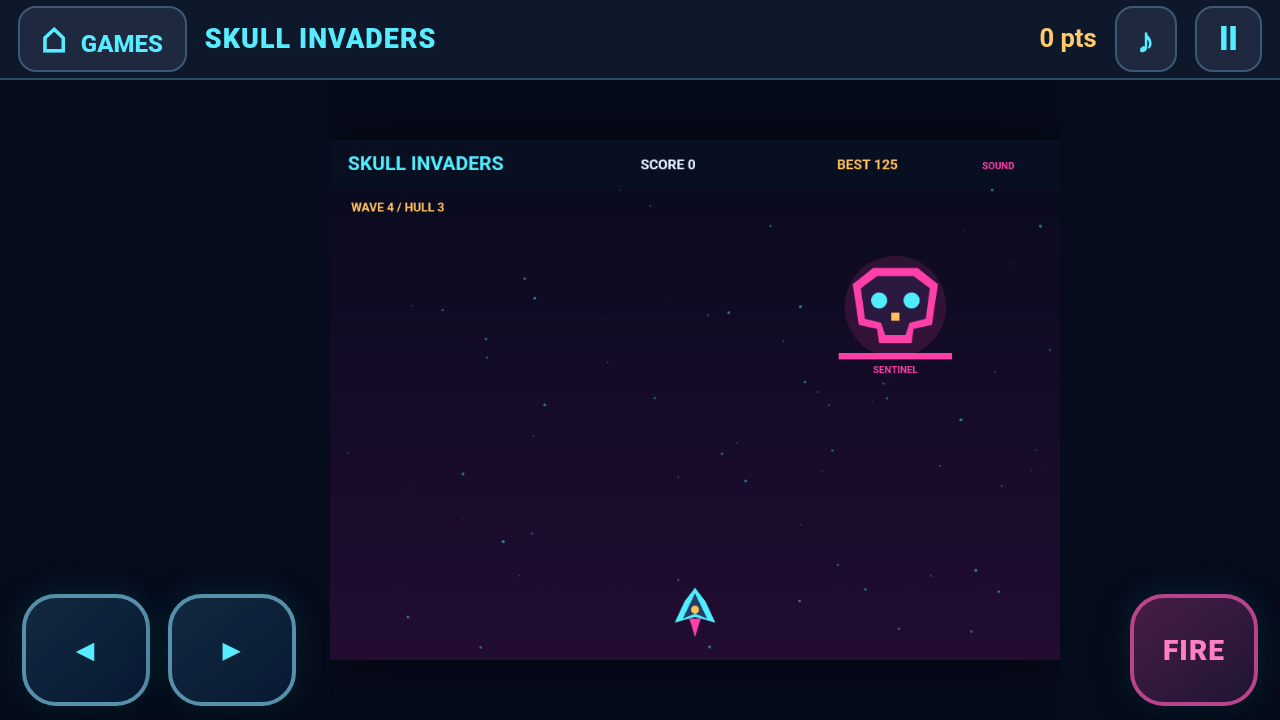 GAMES
SKULL INVADERS
0 pts
SKULL INVADERS
SCORE 0
BEST 125
SOUND
WAVE 4 / HULL 3
SENTINEL
FIRE